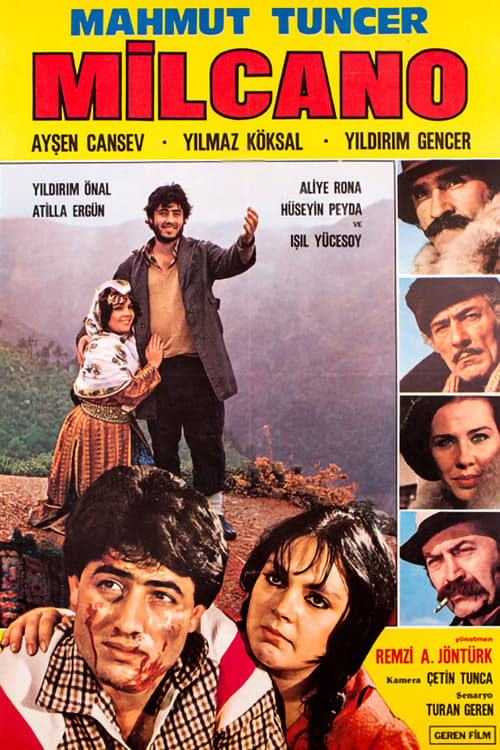 MAHMUT TUNCER
MİLCANO
AYŞEN CANSEV · YILMAZ KÖKSAL · YILDIRIM GENCER
YILDIRIM ÖNAL
ATİLLA ERGÜN
ALİYE RONA
HÜSEYİN PEYDA
VE
IŞIL YÜCESOY
yönetmen
REMZİ A. JÖNTÜRK
Kamera ÇETİN TUNCA
Senaryo
TURAN GEREN
GEREN FİLM